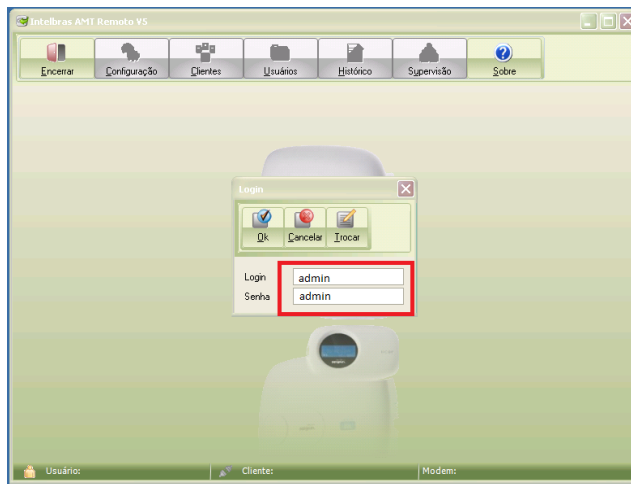 Intelbras AMT Remoto V5
Encerrar Configuração Clientes Usuários Histórico Supervisão Sobre
Login
Ok Cancelar Trocar
Login admin
Senha admin
Usuário: Cliente: Modem: